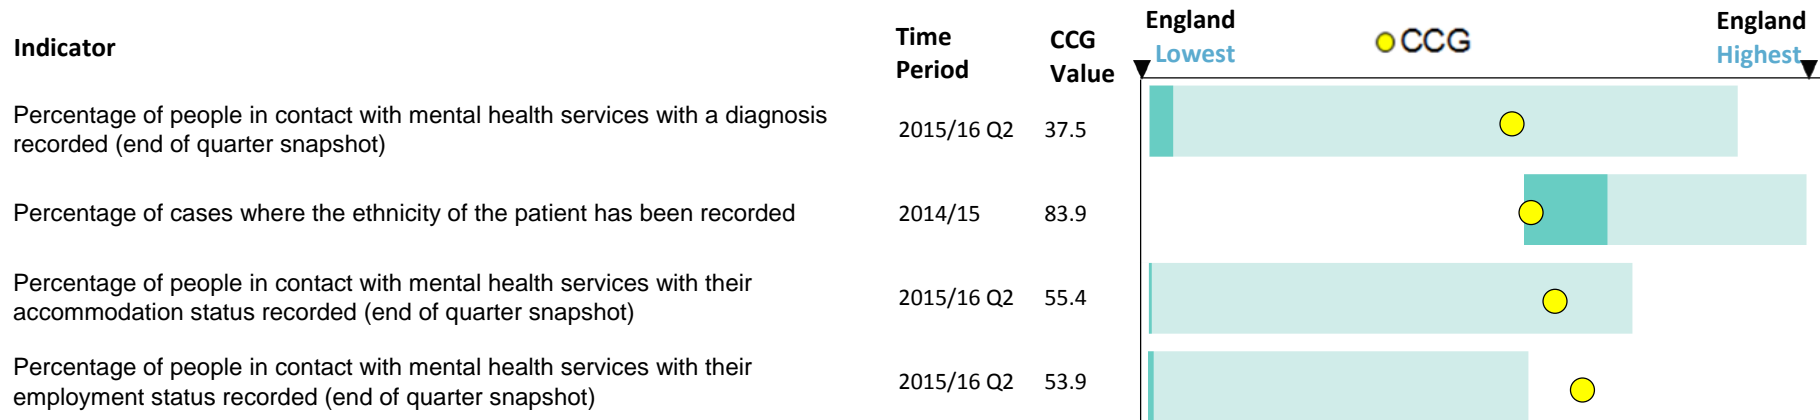 Indicator
Time
Period
CCG
Value
England
Lowest
CCG
England
Highest
Percentage of people in contact with mental health services with a diagnosis
recorded (end of quarter snapshot)
2015/16 Q2
37.5
Percentage of cases where the ethnicity of the patient has been recorded
2014/15
83.9
Percentage of people in contact with mental health services with their
accommodation status recorded (end of quarter snapshot)
2015/16 Q2
55.4
Percentage of people in contact with mental health services with their
employment status recorded (end of quarter snapshot)
2015/16 Q2
53.9